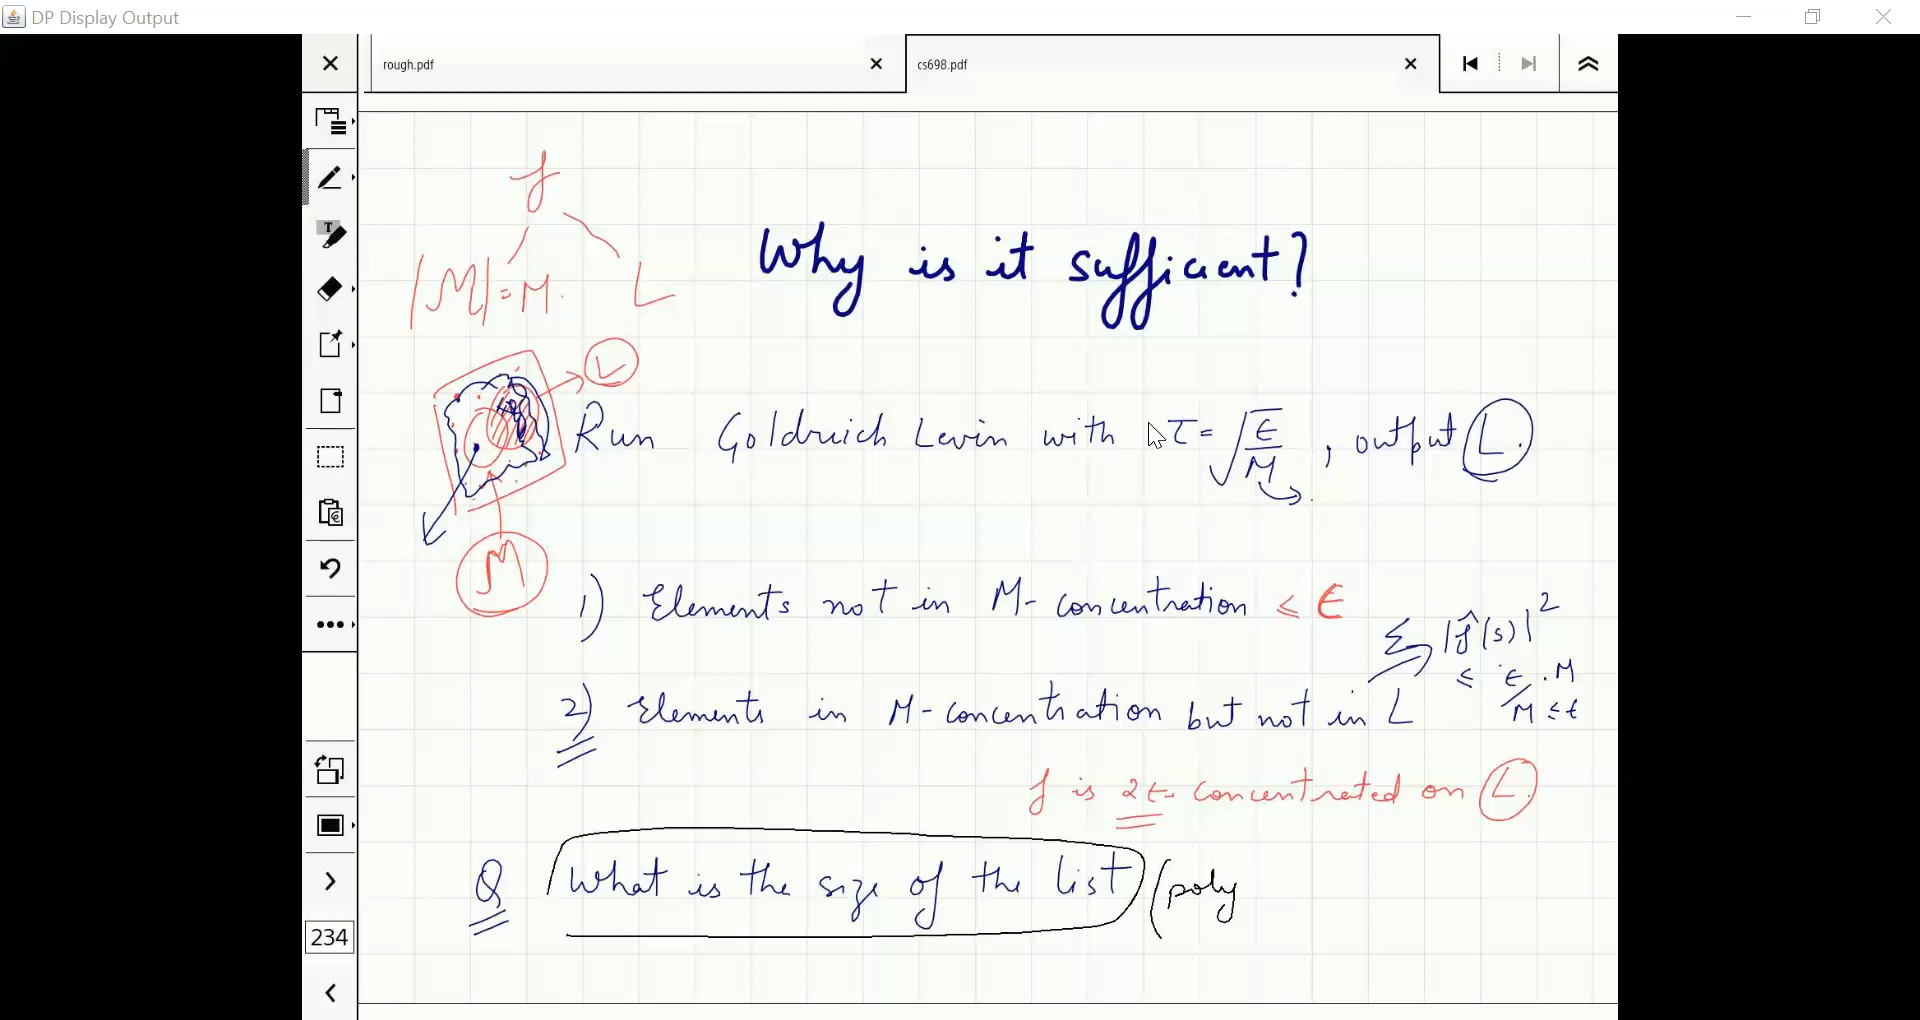 DP Display Output
rough.pdf
cs698.pdf
f
|M| = M. L
Why is it sufficient?
L
Run Goldreich Levin with τ = √(ε/M), output L.
M
1) Elements not in M-concentration ≤ ε
Σ |f̂(s)|²
≤ ε/M . M
≤ ε
2) Elements in M-concentration but not in L
f is 2ε concentrated on L.
Q What is the size of the list (poly
234